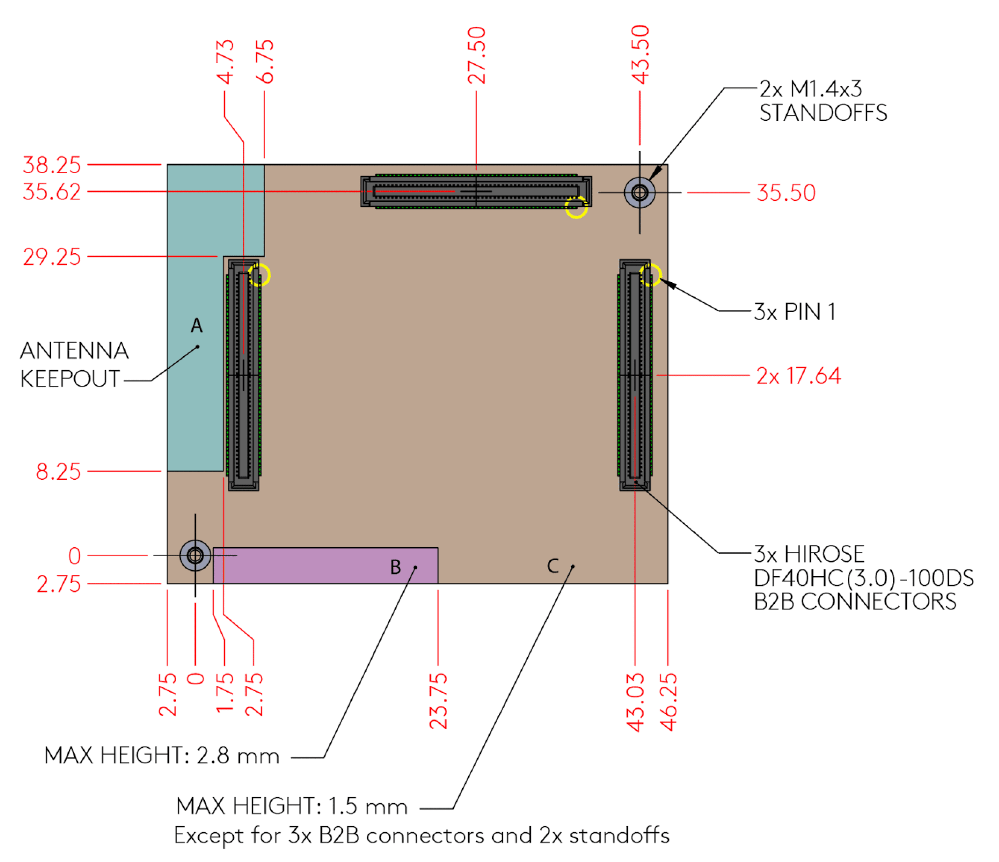 4.73
6.75
27.50
43.50
2x M1.4x3
STANDOFFS
38.25
35.62
35.50
29.25
3x PIN 1
A
ANTENNA
KEEPOUT
2x 17.64
8.25
0
B
C
3x HIROSE
DF40HC(3.0)-100DS
B2B CONNECTORS
2.75
2.75
0
1.75
2.75
23.75
43.03
46.25
MAX HEIGHT: 2.8 mm
MAX HEIGHT: 1.5 mm
Except for 3x B2B connectors and 2x standoffs